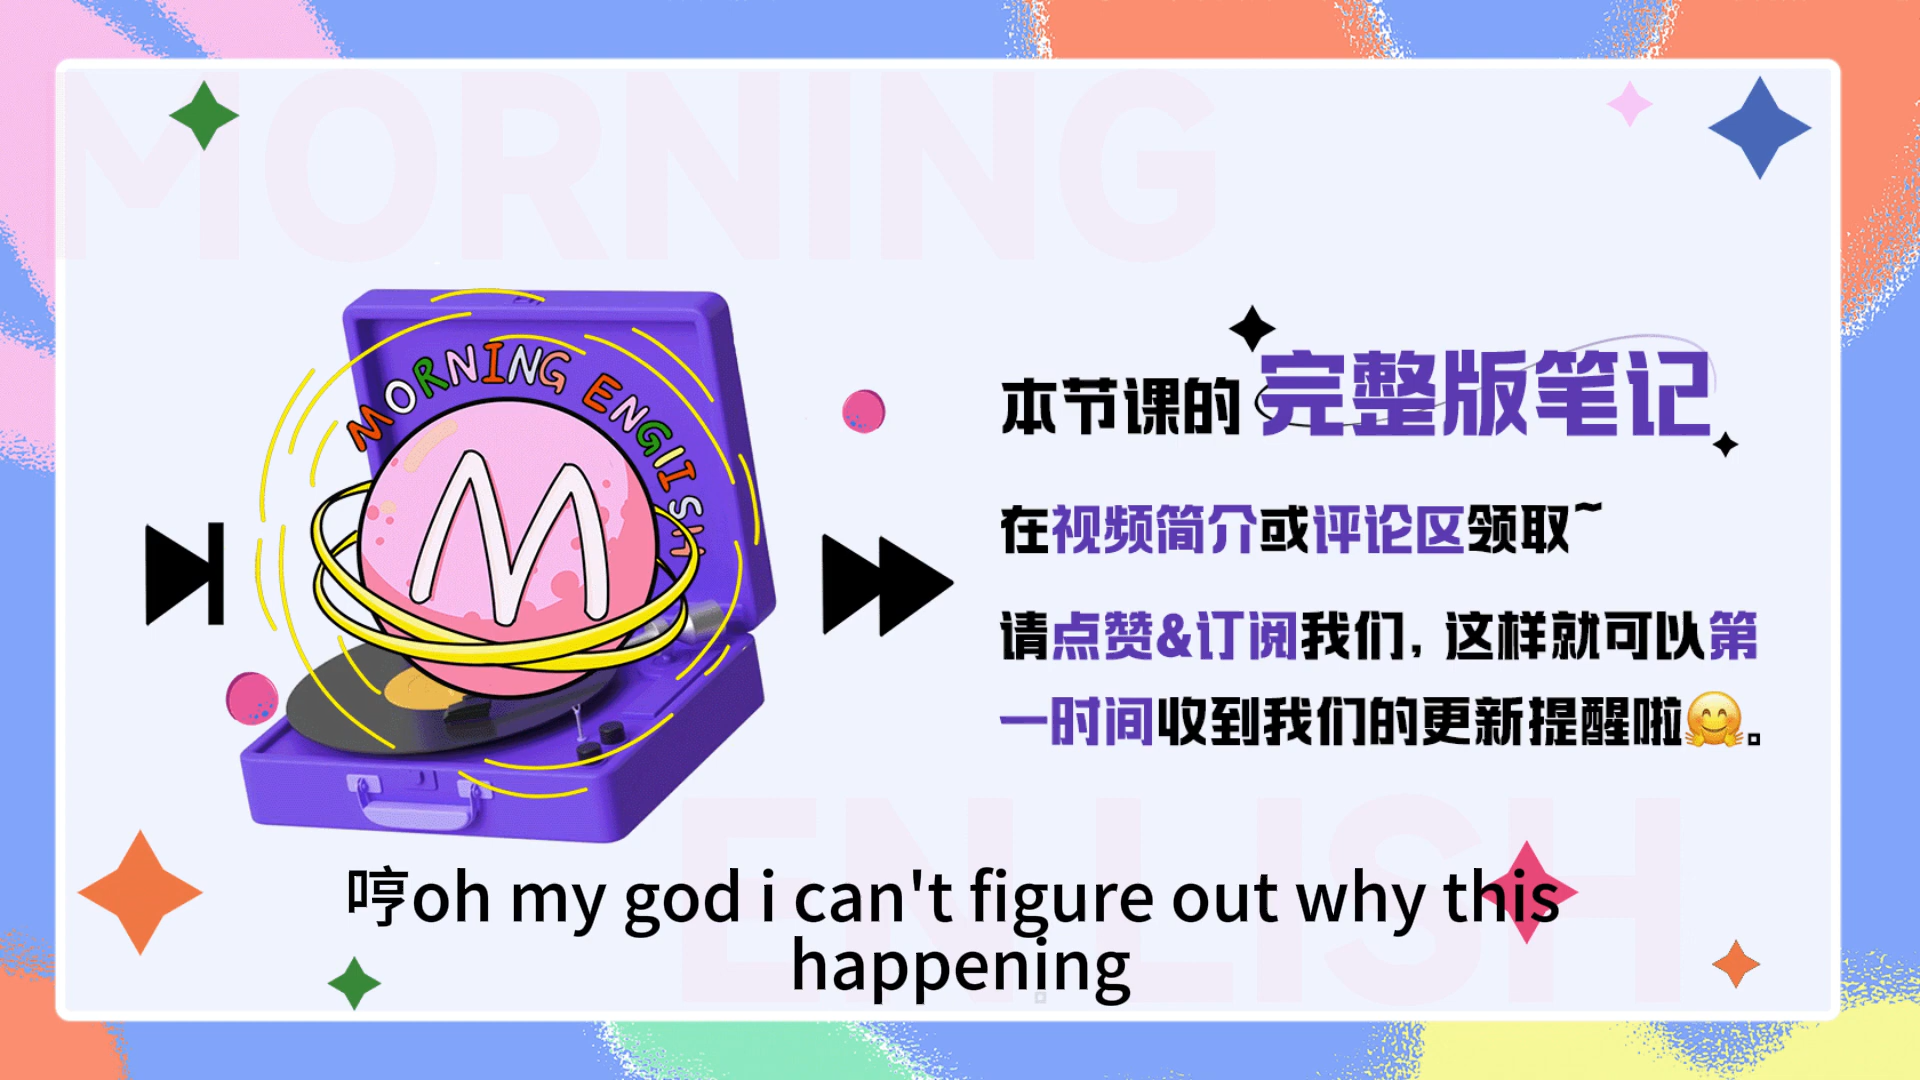 MORNING
MORNING ENGlISH
M
本节课的 完整版笔记
在视频简介或评论区领取~
请点赞&订阅我们，这样就可以第
一时间收到我们的更新提醒啦🤗。
哼oh my god i can't figure out why this
happening